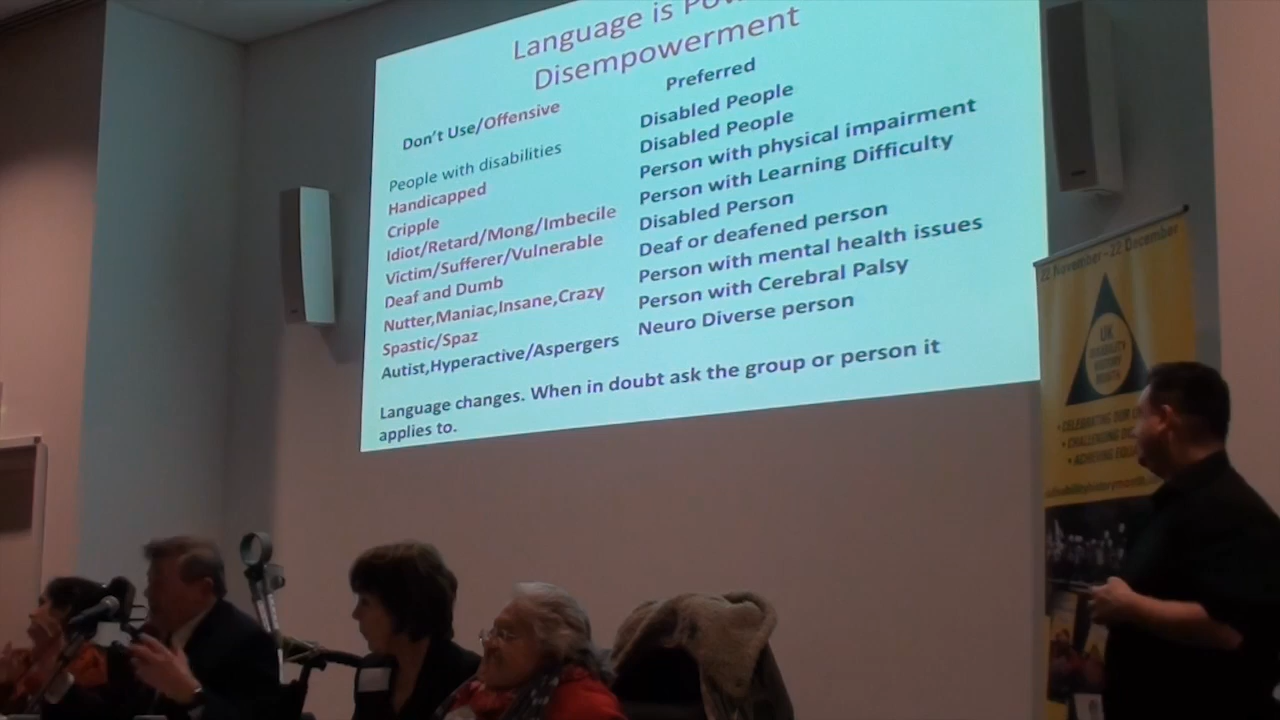 Language is
Disempowerment
Don't Use/Offensive
Preferred
People with disabilities
Disabled People
Handicapped
Disabled People
Cripple
Person with physical impairment
Idiot/Retard/Mong/Imbecile
Person with Learning Difficulty
Victim/Sufferer/Vulnerable
Disabled Person
Deaf and Dumb
Deaf or deafened person
Nutter,Maniac,Insane,Crazy
Person with mental health issues
Spastic/Spaz
Person with Cerebral Palsy
Autist,Hyperactive/Aspergers
Neuro Diverse person
Language changes. When in doubt ask the group or person it
applies to.
22 November - 22 December
UK
DISABILITY
HISTORY
MONTH
• CELEBRATING OUR
• CHALLENGING
• ACHIEVING